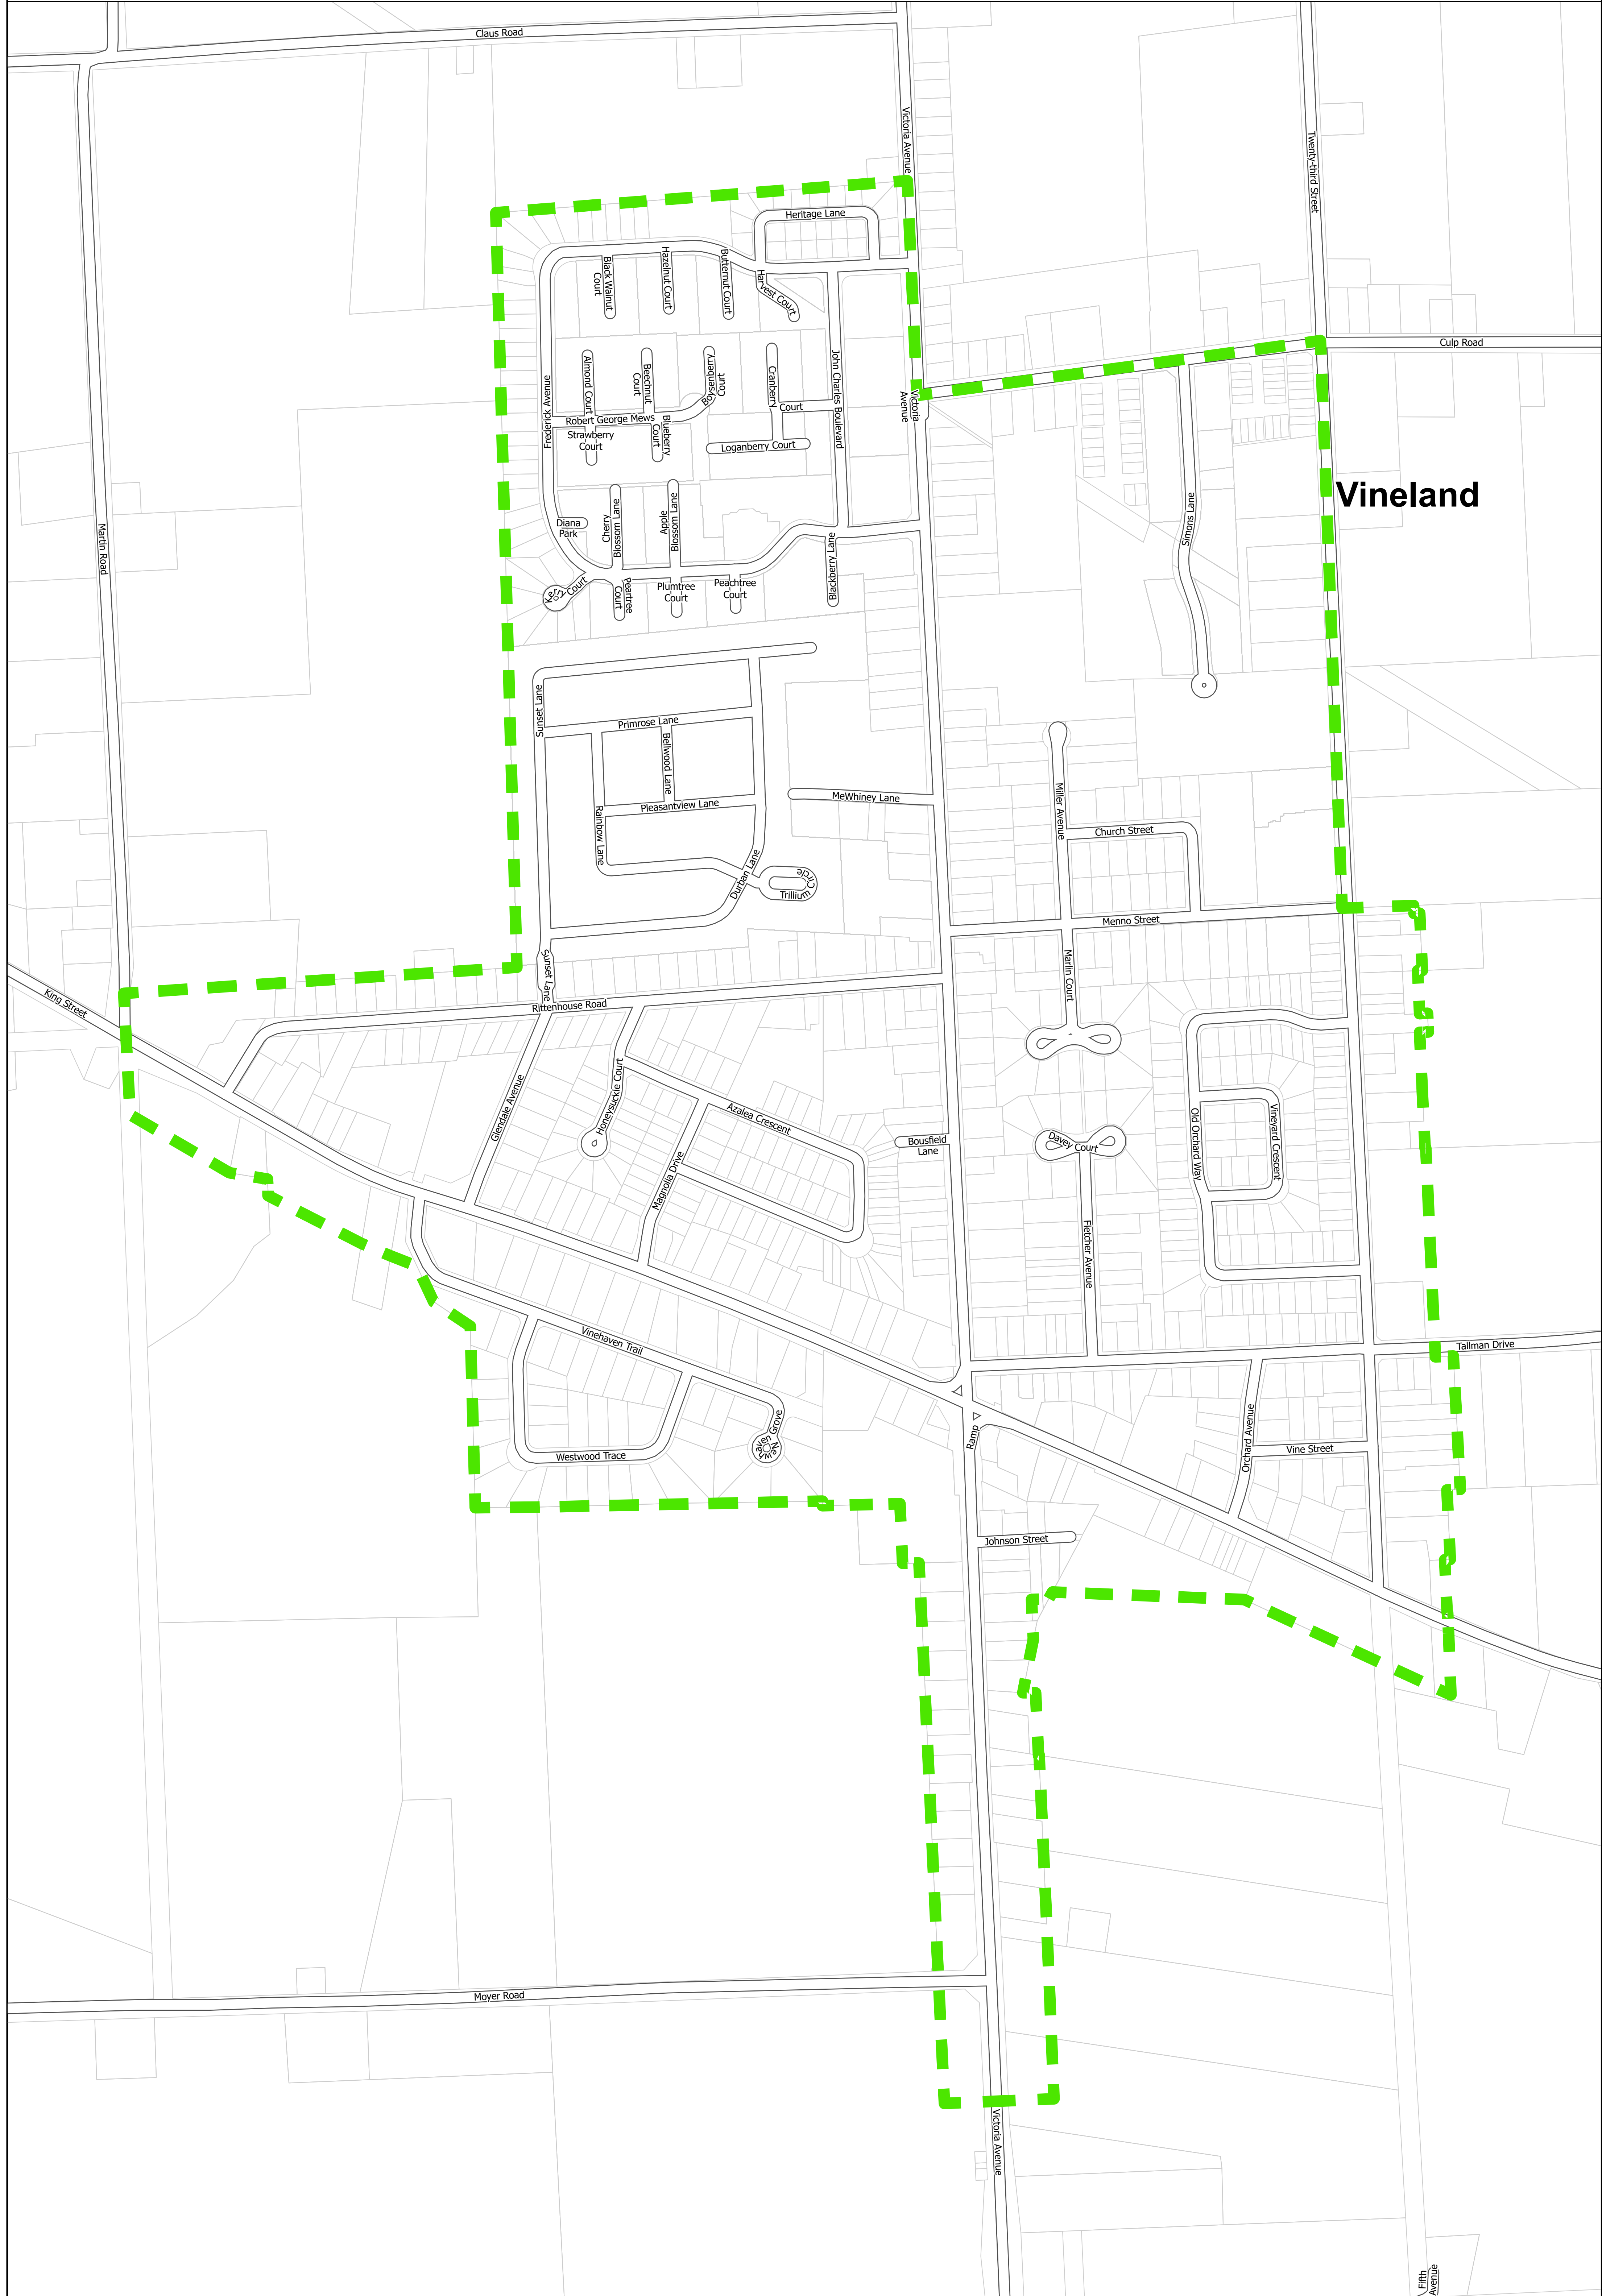 Claus Road
Victoria Avenue
Twenty-third Street
Heritage Lane
Black Walnut
Court
Hazelnut Court
Butternut Court
Harvest Court
Culp Road
Almond Court
Beechnut
Court
Boysenberry
Court
Cranberry
Court
John Charles Boulevard
Victoria
Avenue
Frederick Avenue
Robert George Mews
Strawberry
Court
Blueberry
Court
Loganberry Court
Vineland
Martin Road
Diana
Park
Cherry
Blossom Lane
Apple
Blossom Lane
Simons Lane
Blackberry Lane
Court
Peartree
Court
Plumtree
Court
Peachtree
Court
Sunset Lane
Primrose Lane
Bellwood Lane
Pleasantview Lane
Rainbow Lane
MeWhiney Lane
Miller Avenue
Church Street
Durban Lane
Trillium Circle
Menno Street
Marlin Court
Sunset Lane
King Street
Rittenhouse Road
Glendale Avenue
Honeysuckle Court
Azalea Crescent
Magnolia Drive
Bousfield
Lane
Davey Court
Old Orchard Way
Vineyard Crescent
Fletcher Avenue
Vinehaven Trail
Tallman Drive
Newhaven Grove
Ramp
Orchard Avenue
Vine Street
Westwood Trace
Johnson Street
Moyer Road
Victoria Avenue
Fifth
Avenue